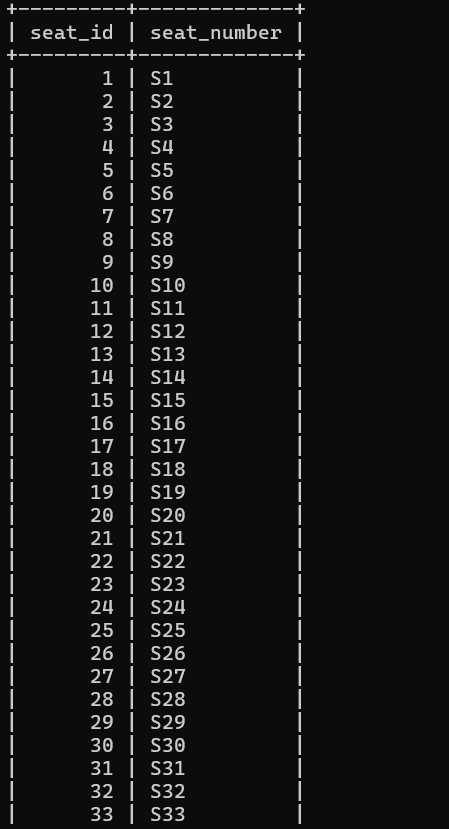 +---------+-------------+
| seat_id | seat_number |
+---------+-------------+
|       1 | S1          |
|       2 | S2          |
|       3 | S3          |
|       4 | S4          |
|       5 | S5          |
|       6 | S6          |
|       7 | S7          |
|       8 | S8          |
|       9 | S9          |
|      10 | S10         |
|      11 | S11         |
|      12 | S12         |
|      13 | S13         |
|      14 | S14         |
|      15 | S15         |
|      16 | S16         |
|      17 | S17         |
|      18 | S18         |
|      19 | S19         |
|      20 | S20         |
|      21 | S21         |
|      22 | S22         |
|      23 | S23         |
|      24 | S24         |
|      25 | S25         |
|      26 | S26         |
|      27 | S27         |
|      28 | S28         |
|      29 | S29         |
|      30 | S30         |
|      31 | S31         |
|      32 | S32         |
|      33 | S33         |